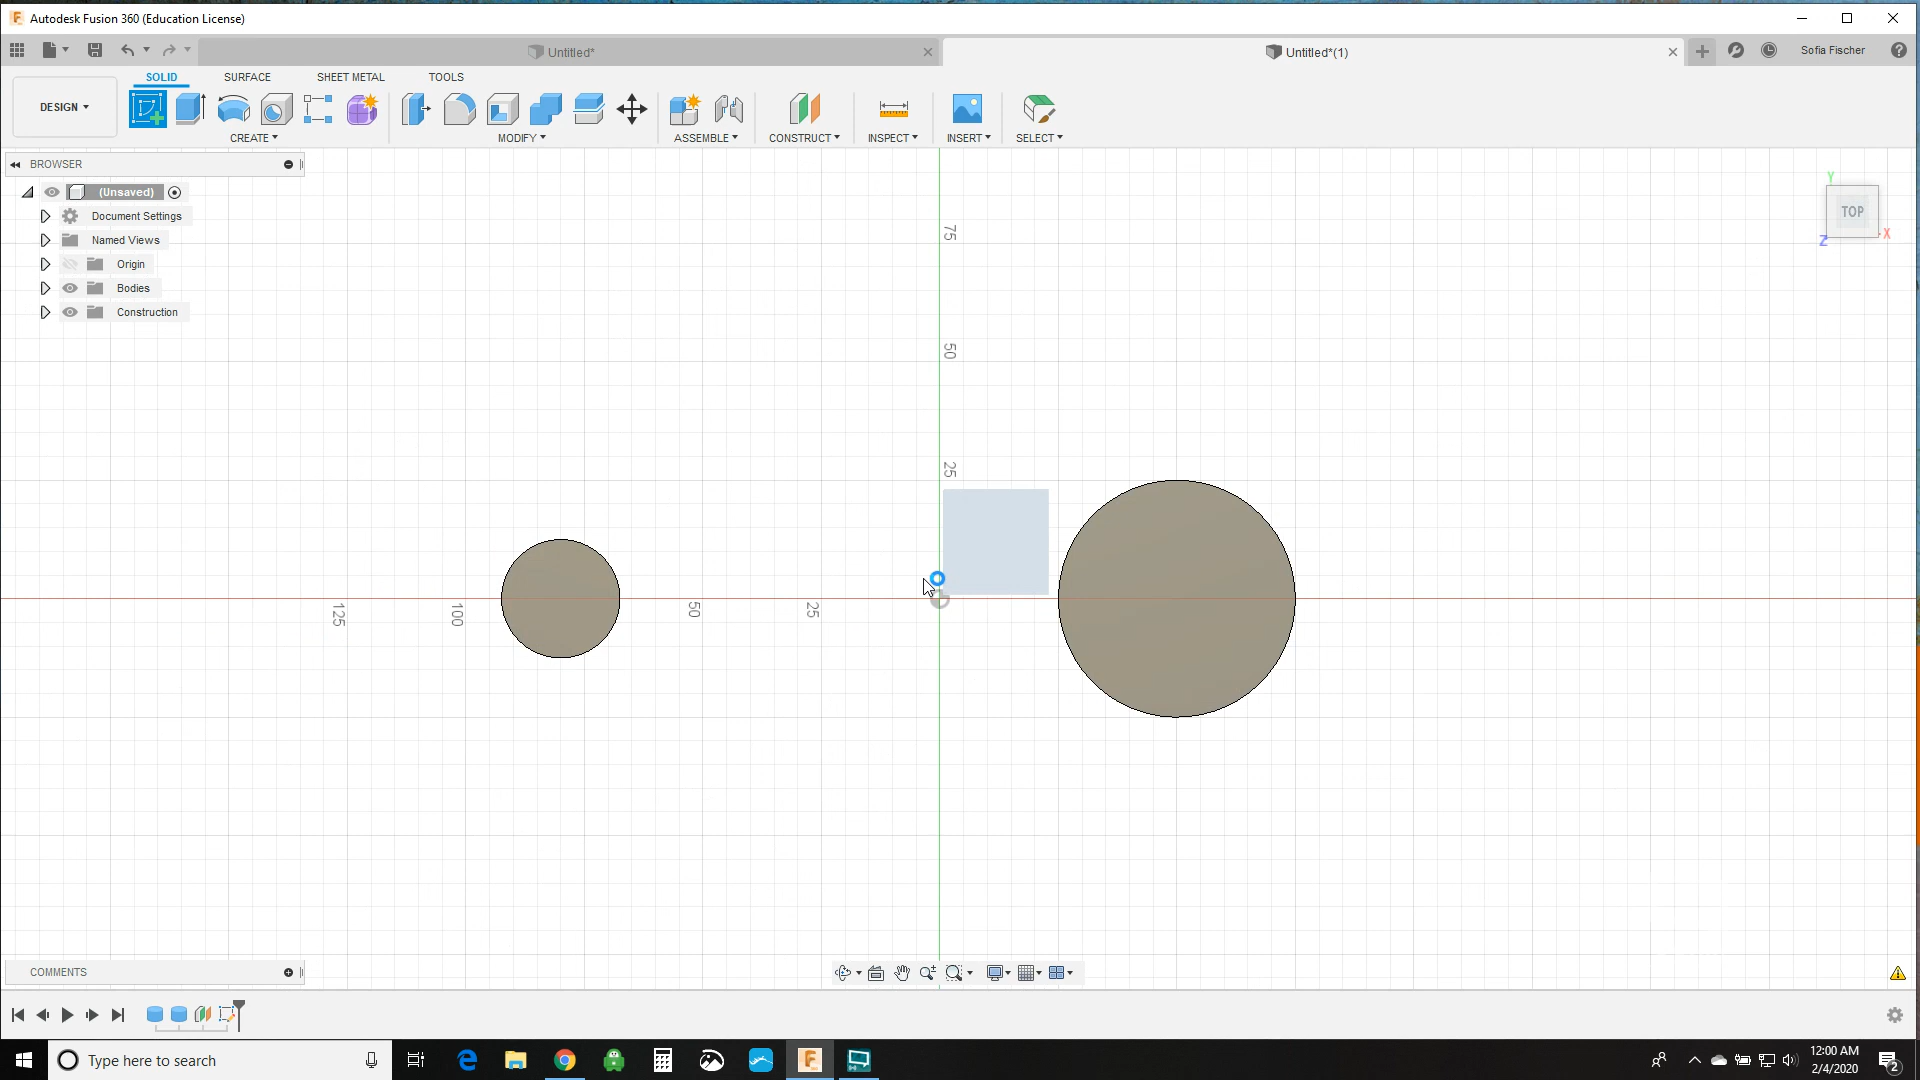 Autodesk Fusion 360 (Education License)
Untitled*
Untitled*(1)
Sofia Fischer
SOLID
SURFACE
SHEET METAL
TOOLS
DESIGN
CREATE
MODIFY
ASSEMBLE
CONSTRUCT
INSPECT
INSERT
SELECT
BROWSER
(Unsaved)
Document Settings
Named Views
Origin
Bodies
Construction
Y
TOP
Z
X
75
50
25
125
100
50
25
COMMENTS
Type here to search
12:00 AM
2/4/2020
2